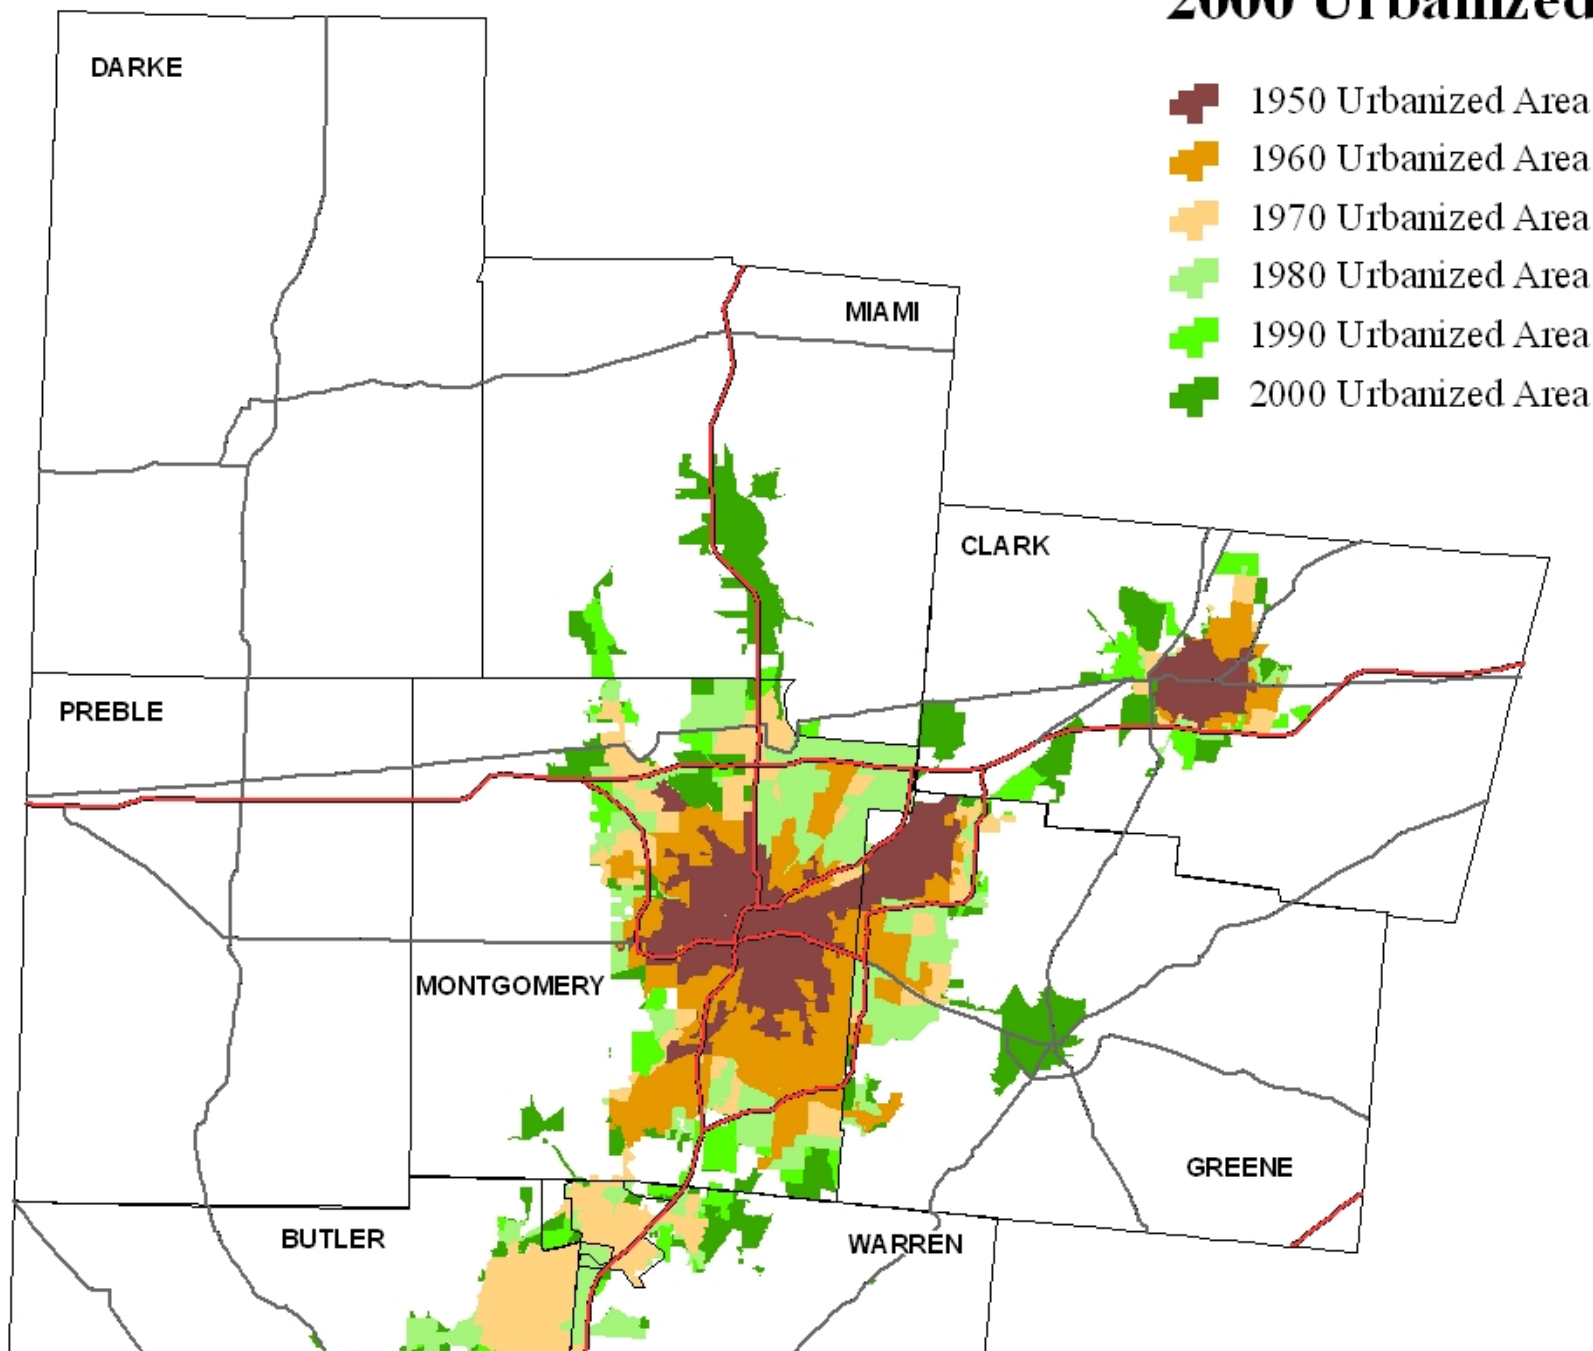 2000 Urbanized
1950 Urbanized Area
1960 Urbanized Area
1970 Urbanized Area
1980 Urbanized Area
1990 Urbanized Area
2000 Urbanized Area
DARKE
MIAMI
CLARK
PREBLE
MONTGOMERY
GREENE
BUTLER
WARREN